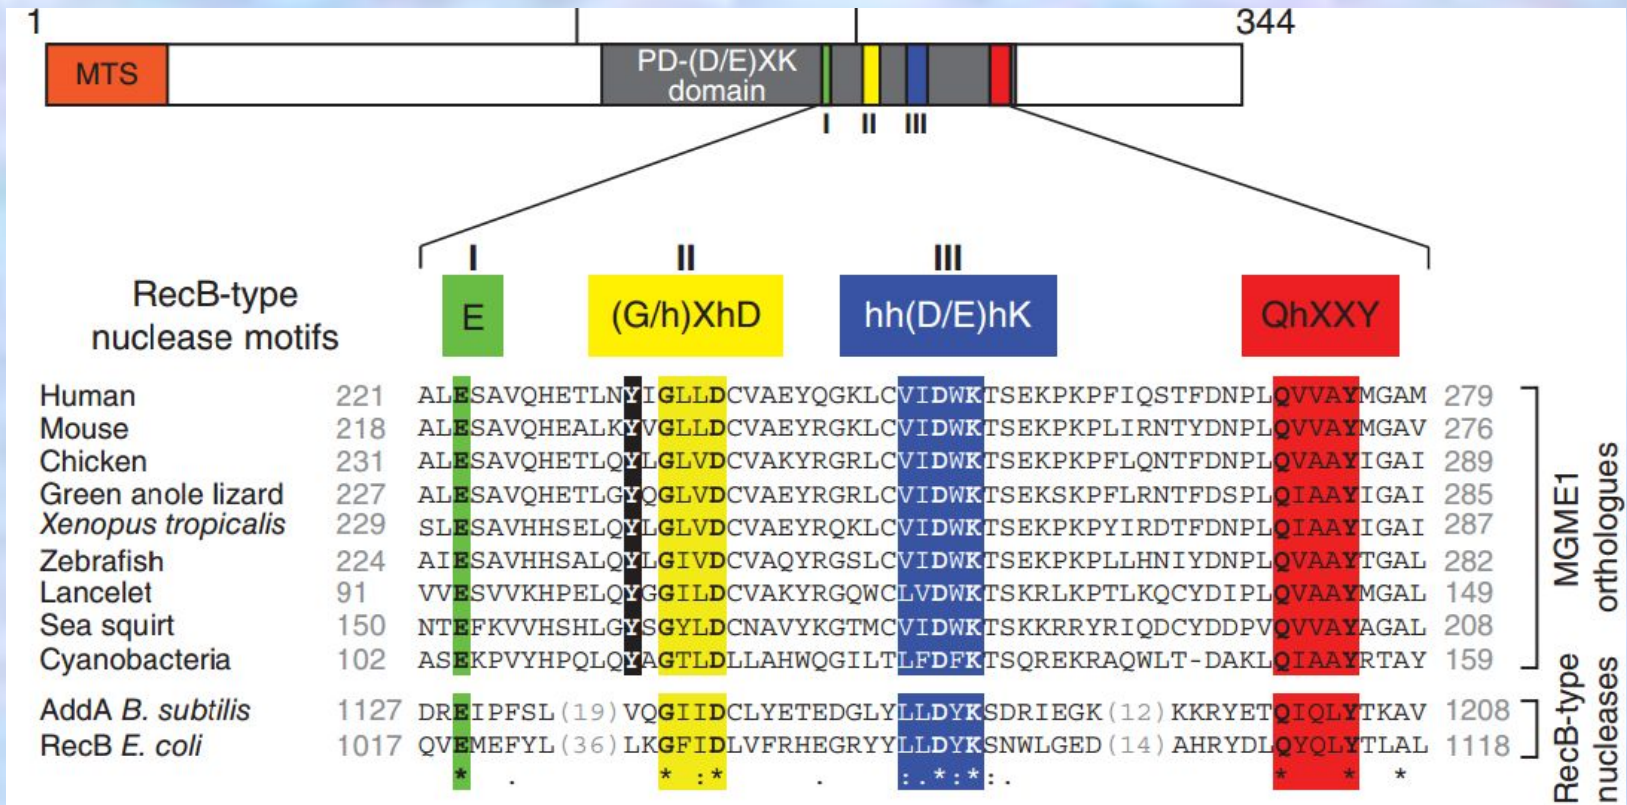 1 344
MTS PD-(D/E)XK
domain
I II III
I II III
RecB-type
nuclease motifs
E (G/h)XhD hh(D/E)hK QhXXY
Human 221 ALESAVQHETLNYIGLLDCVAEYQGKLCVIDWKTSEKPKPFIQSTFDNPLQVVAYMGAM 279
Mouse 218 ALESAVQHEALKYVGLLDCVAEYRGKLCVIDWKTSEKPKPLIRNTYDNPLQVVAYMGAV 276
Chicken 231 ALESAVQHETLQYLGLVDCVAKYRGRLCVIDWKTSEKPKPFLQNTFDNPLQVAAYIGAI 289
Green anole lizard 227 ALESAVQHETLGYQGLVDCVAEYRGRLCVIDWKTSEKSKPFLRNTFDSPLQIAAYIGAI 285
Xenopus tropicalis 229 SLESAVHHSELQYLGLVDCVAEYRQKLCVIDWKTSEKPKPYIRDTFDNPLQIAAYIGAI 287
Zebrafish 224 AIESAVHHSALQYLGIVDCVAQYRGSLCVIDWKTSEKPKPLLHNIYDNPLQVAAYTGAL 282
Lancelet 91 VVESVVKHPELQYGGILDCVAKYRGQWCLVDWKTSKRLKPTLKQCYDIPLQVVAYMGAL 149
Sea squirt 150 NTEFKVVHSHLGYSGYLDCNAVYKGTMCVIDWKTSKKRRYRIQDCYDDPVQVVAYAGAL 208
Cyanobacteria 102 ASEKPVYHPQLQYAGTLDLLAHWQGILTLFDFKTSQREKRAQWLT-DAKLQIAAYRTAY 159
MGME1
orthologues
AddA B. subtilis 1127 DREIPFSL(19)VQGIIDCLYETEDGLYLLDYKSDRIEGK(12)KKRYETQIQLYTKAV 1208
RecB E. coli 1017 QVEMEFYL(36)LKGFIDLVFRHEGRYYLLDYKSNWLGED(14)AHRYDLQYQLYTLAL 1118
* . * :* . :.*:*:. * * *
RecB-type
nucleases